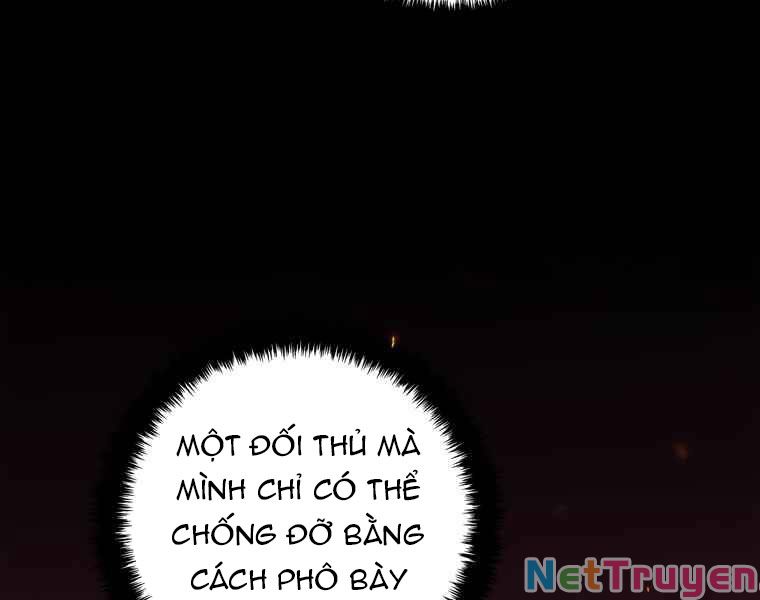 MỘT ĐỐI THỦ MÀ
MÌNH CHỈ CÓ THỂ
CHỐNG ĐỠ BẰNG
CÁCH PHÔ BÀY
NETTRUYEN